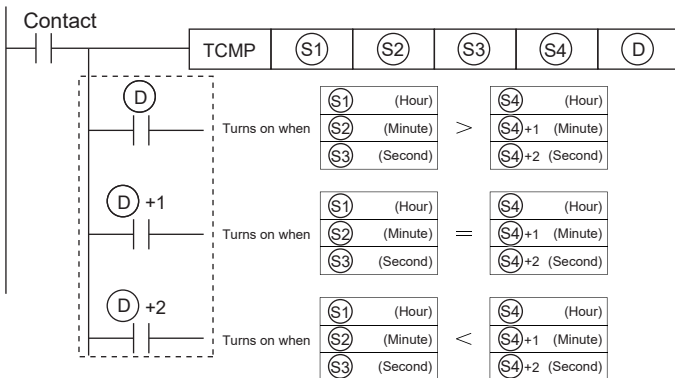 Contact
TCMP S1 S2 S3 S4 D
D
Turns on when
S1 (Hour)
S2 (Minute)
S3 (Second)
>
S4 (Hour)
S4+1 (Minute)
S4+2 (Second)
D +1
Turns on when
S1 (Hour)
S2 (Minute)
S3 (Second)
=
S4 (Hour)
S4+1 (Minute)
S4+2 (Second)
D +2
Turns on when
S1 (Hour)
S2 (Minute)
S3 (Second)
<
S4 (Hour)
S4+1 (Minute)
S4+2 (Second)